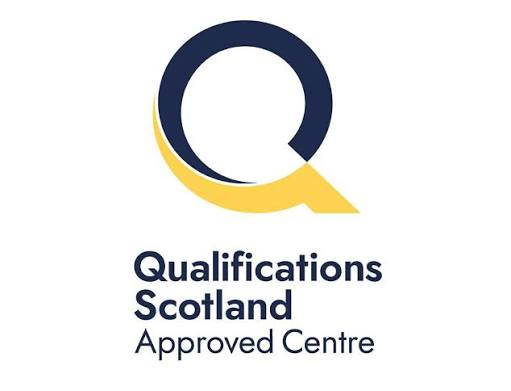 Qualifications
Scotland
Approved Centre